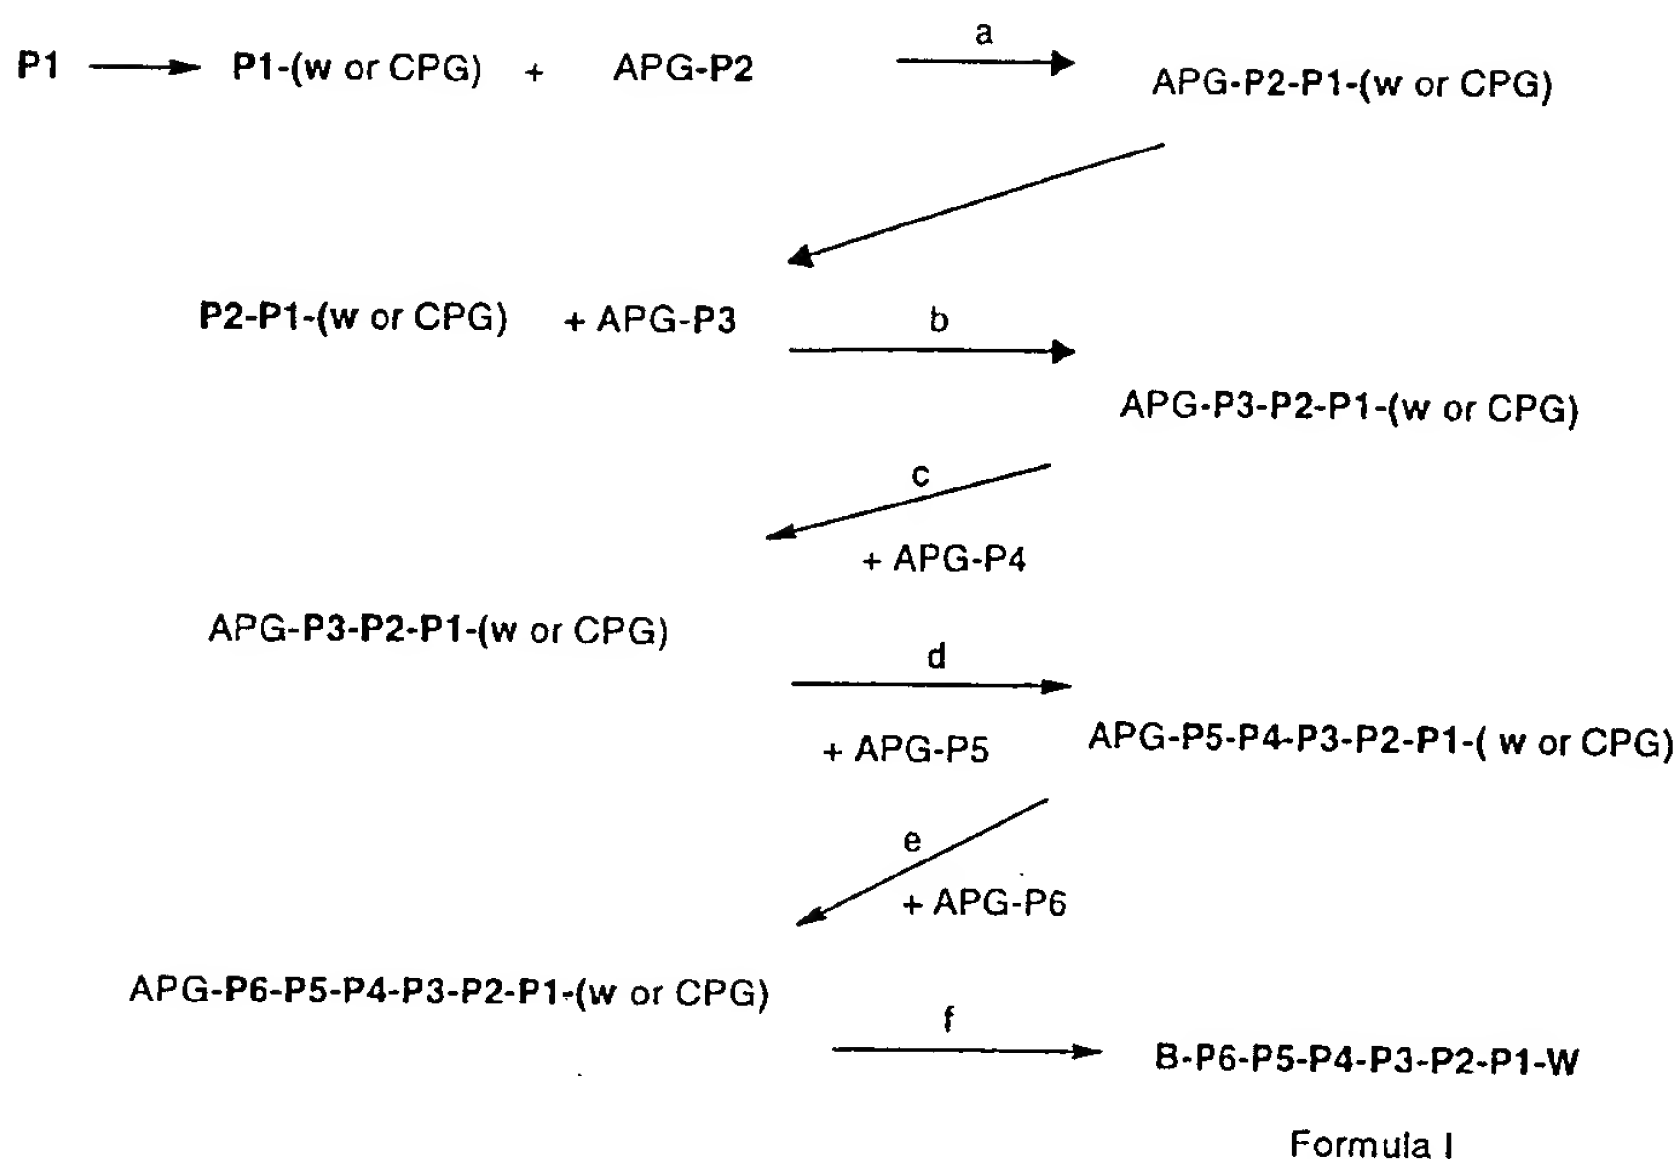 a
P1 P1-(w or CPG) + APG-P2 APG-P2-P1-(w or CPG)
P2-P1-(w or CPG) + APG-P3 b
APG-P3-P2-P1-(w or CPG)
c
+ APG-P4
APG-P3-P2-P1-(w or CPG)
d
+ APG-P5 APG-P5-P4-P3-P2-P1-( w or CPG)
e
+ APG-P6
APG-P6-P5-P4-P3-P2-P1-(w or CPG)
f
B-P6-P5-P4-P3-P2-P1-W
Formula I